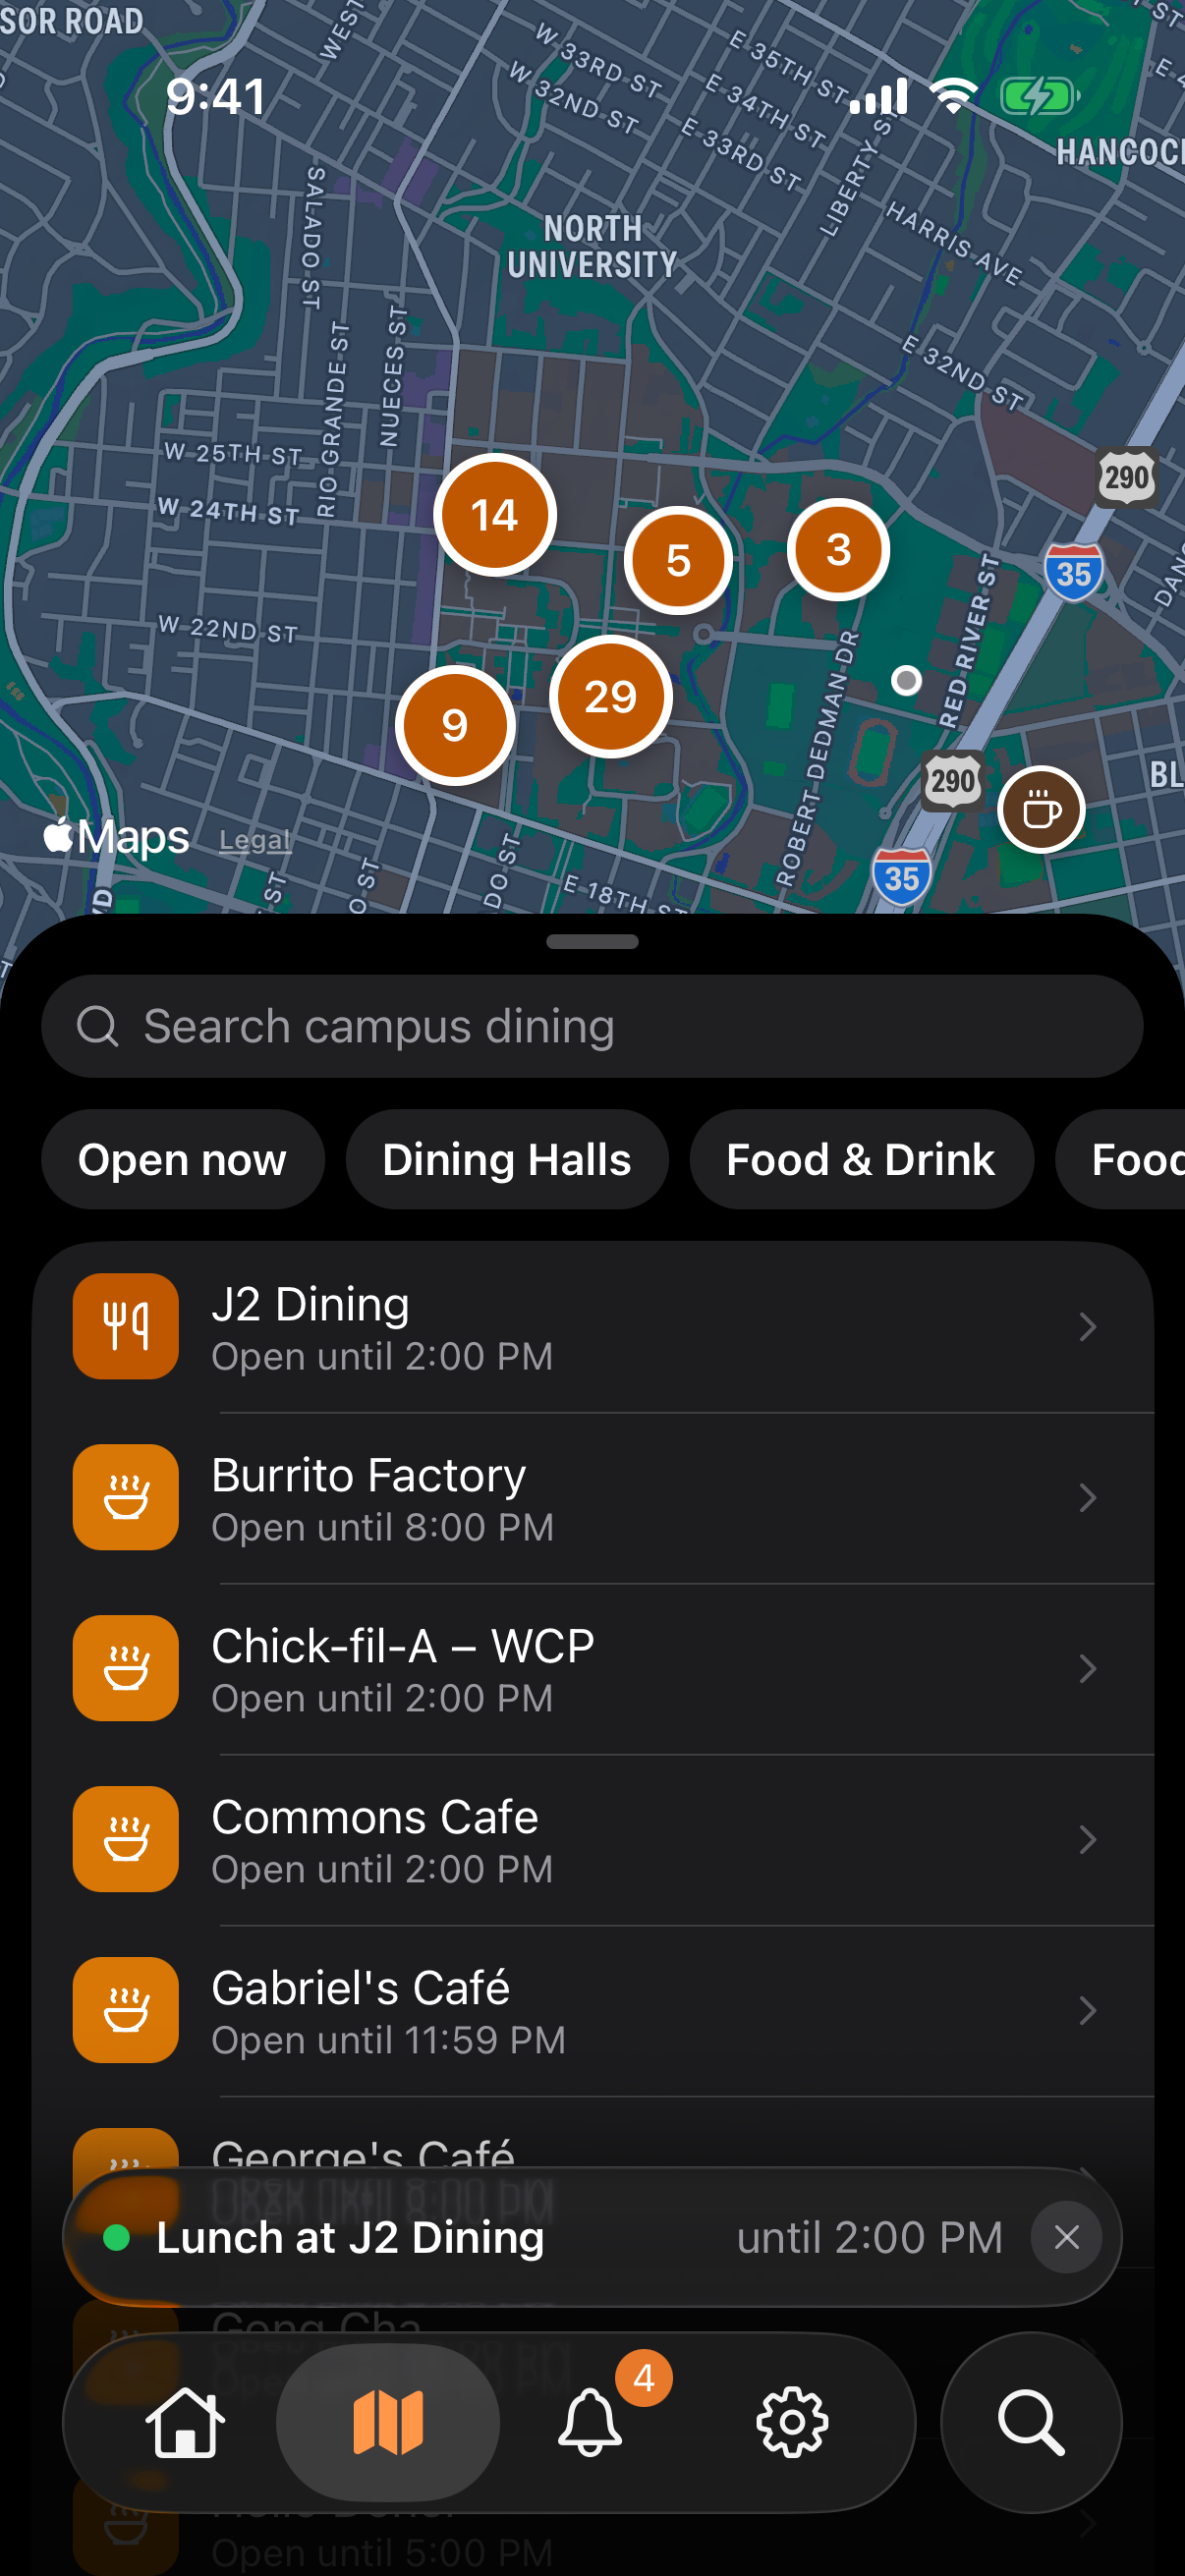 SOR ROAD
9:41
W 33RD ST
W 32ND ST
E 35TH ST
E 34TH ST
E 33RD ST
LIBERTY S
HANCOC
SALADO ST
NORTH
UNIVERSITY
HARRIS AVE
RIO GRANDE ST
NUECES ST
E 32ND ST
W 25TH ST
W 24TH ST
290
14
5
3
35
W 22ND ST
RED RIVER ST
ROBERT DEDMAN DR
29
9
290
BL
Maps
Legal
35
E 18TH ST
Search campus dining
Open now
Dining Halls
Food & Drink
Food
J2 Dining
Open until 2:00 PM
Burrito Factory
Open until 8:00 PM
Chick-fil-A – WCP
Open until 2:00 PM
Commons Cafe
Open until 2:00 PM
Gabriel's Café
Open until 11:59 PM
George's Café
Lunch at J2 Dining
until 2:00 PM
Gong Cha
4
Open until 5:00 PM